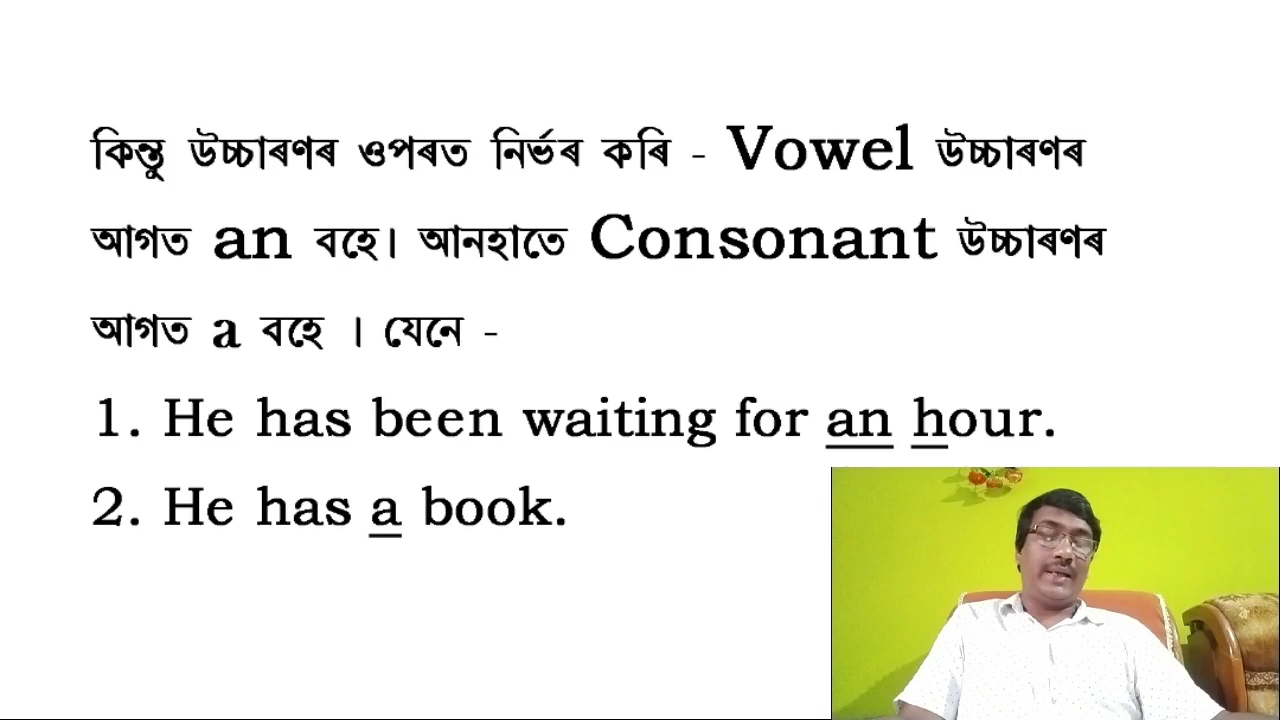 কিন্তু উচ্চাৰণৰ ওপৰত নিৰ্ভৰ কৰি - Vowel উচ্চাৰণৰ
আগত an বহে। আনহাতে Consonant উচ্চাৰণৰ
আগত a বহে । যেনে -
1. He has been waiting for an hour.
2. He has a book.